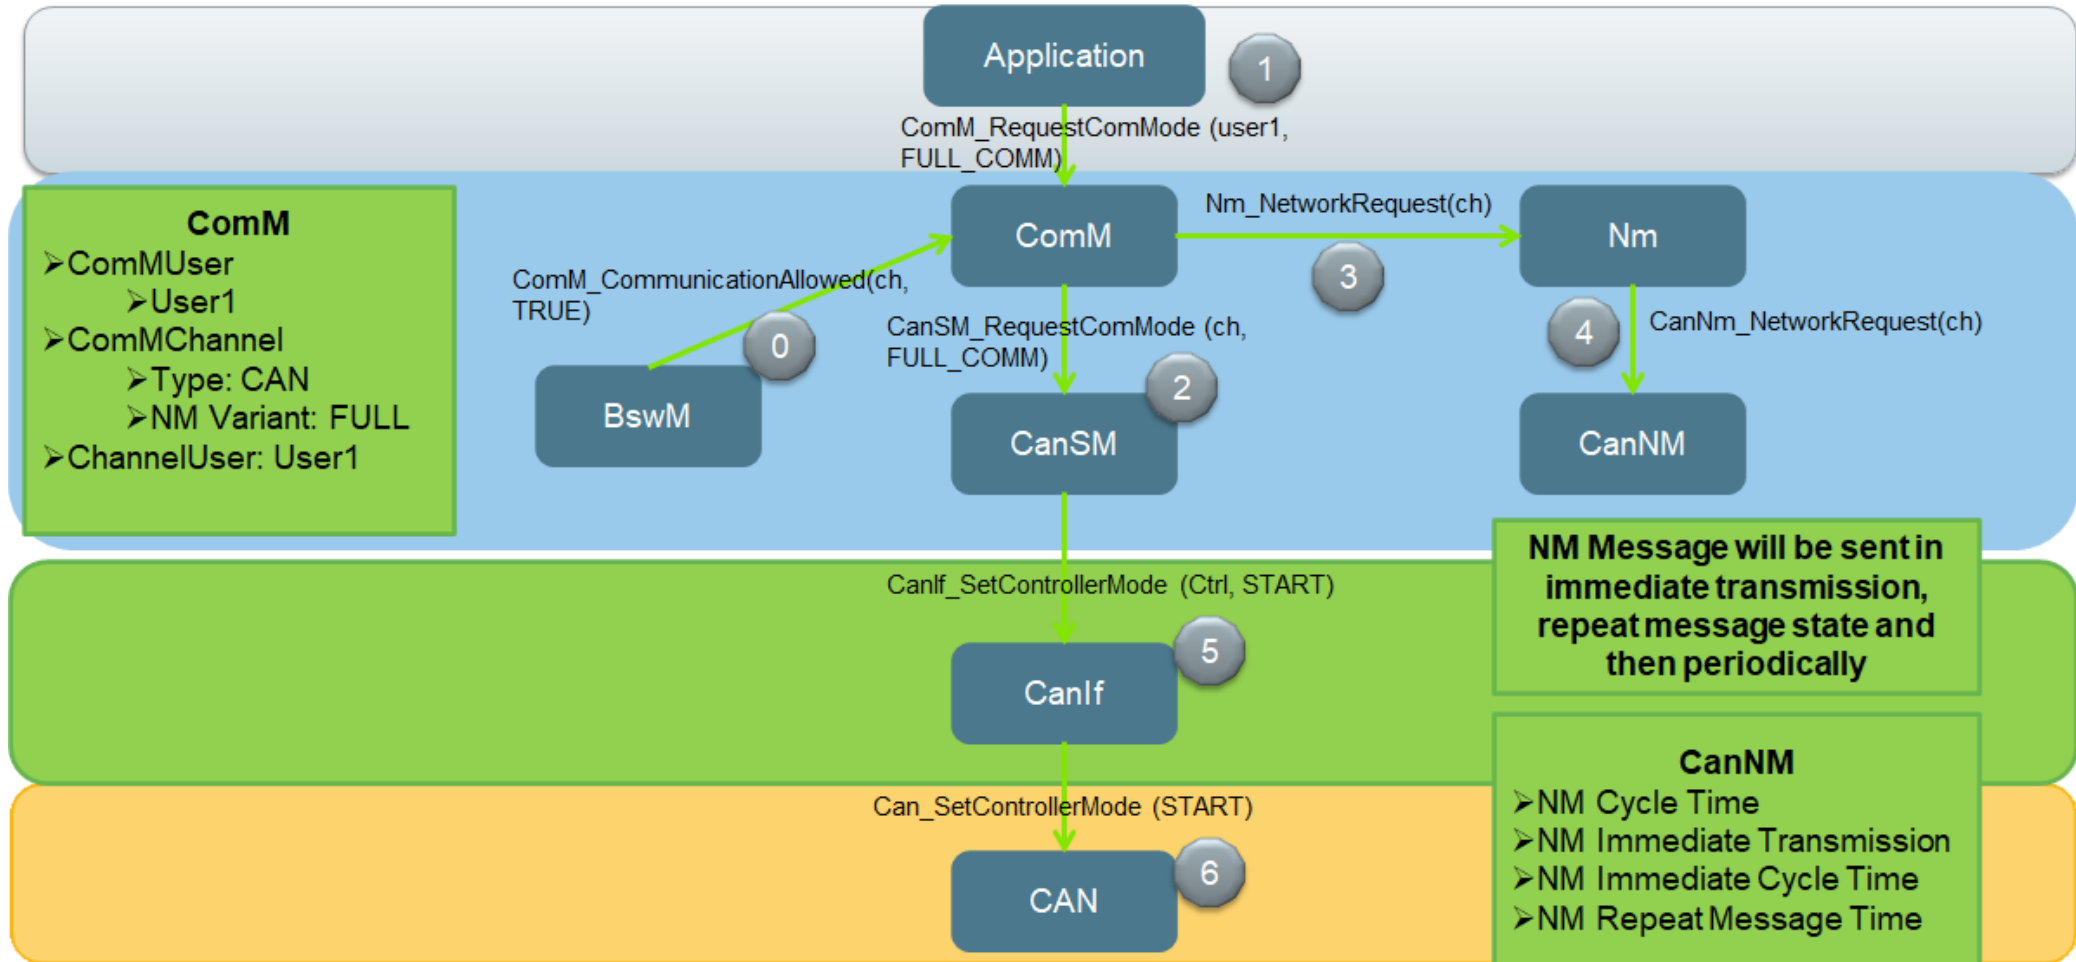 Application
1
ComM_RequestComMode (user1,
FULL_COMM)
ComM
➢ComMUser
➢User1
➢ComMChannel
➢Type: CAN
➢NM Variant: FULL
➢ChannelUser: User1
ComM_CommunicationAllowed(ch,
TRUE)
0
BswM
ComM
Nm_NetworkRequest(ch)
3
Nm
CanSM_RequestComMode (ch,
FULL_COMM)
2
CanSM
4
CanNm_NetworkRequest(ch)
CanNM
NM Message will be sent in
immediate transmission,
repeat message state and
then periodically
CanIf_SetControllerMode (Ctrl, START)
5
CanIf
Can_SetControllerMode (START)
6
CAN
CanNM
➢NM Cycle Time
➢NM Immediate Transmission
➢NM Immediate Cycle Time
➢NM Repeat Message Time